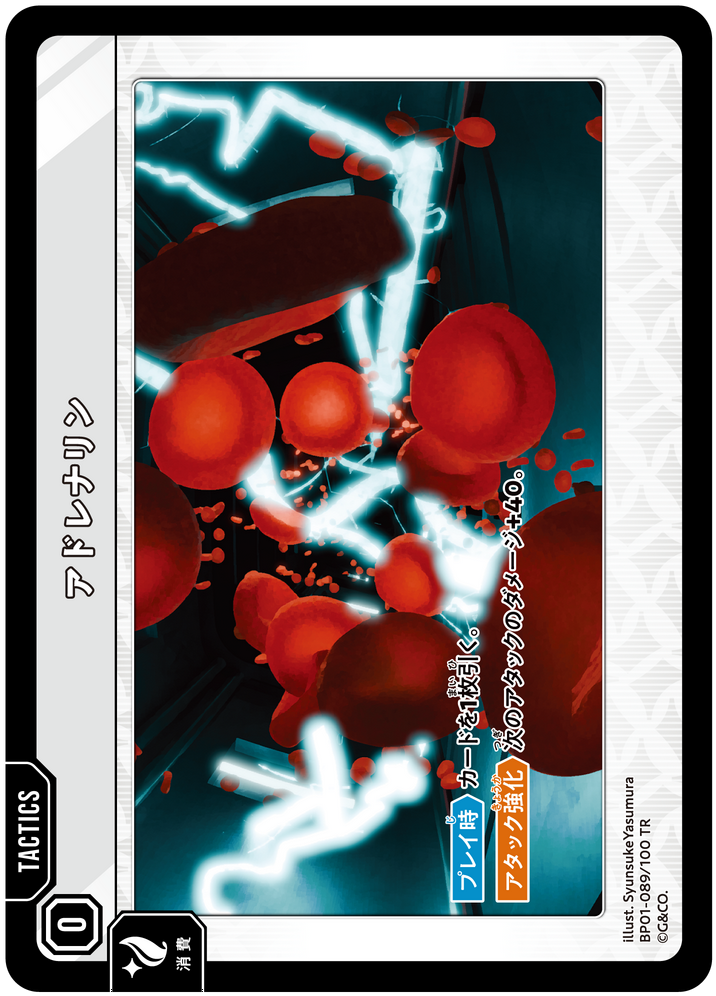 TACTICS
0
アドレナリン
消費
プレイ時 カードを1枚引く。
アタック強化 次のアタックのダメージ+40。
illust. SyunsukeYasumura
BP01-089/100 TR
©G&CO.